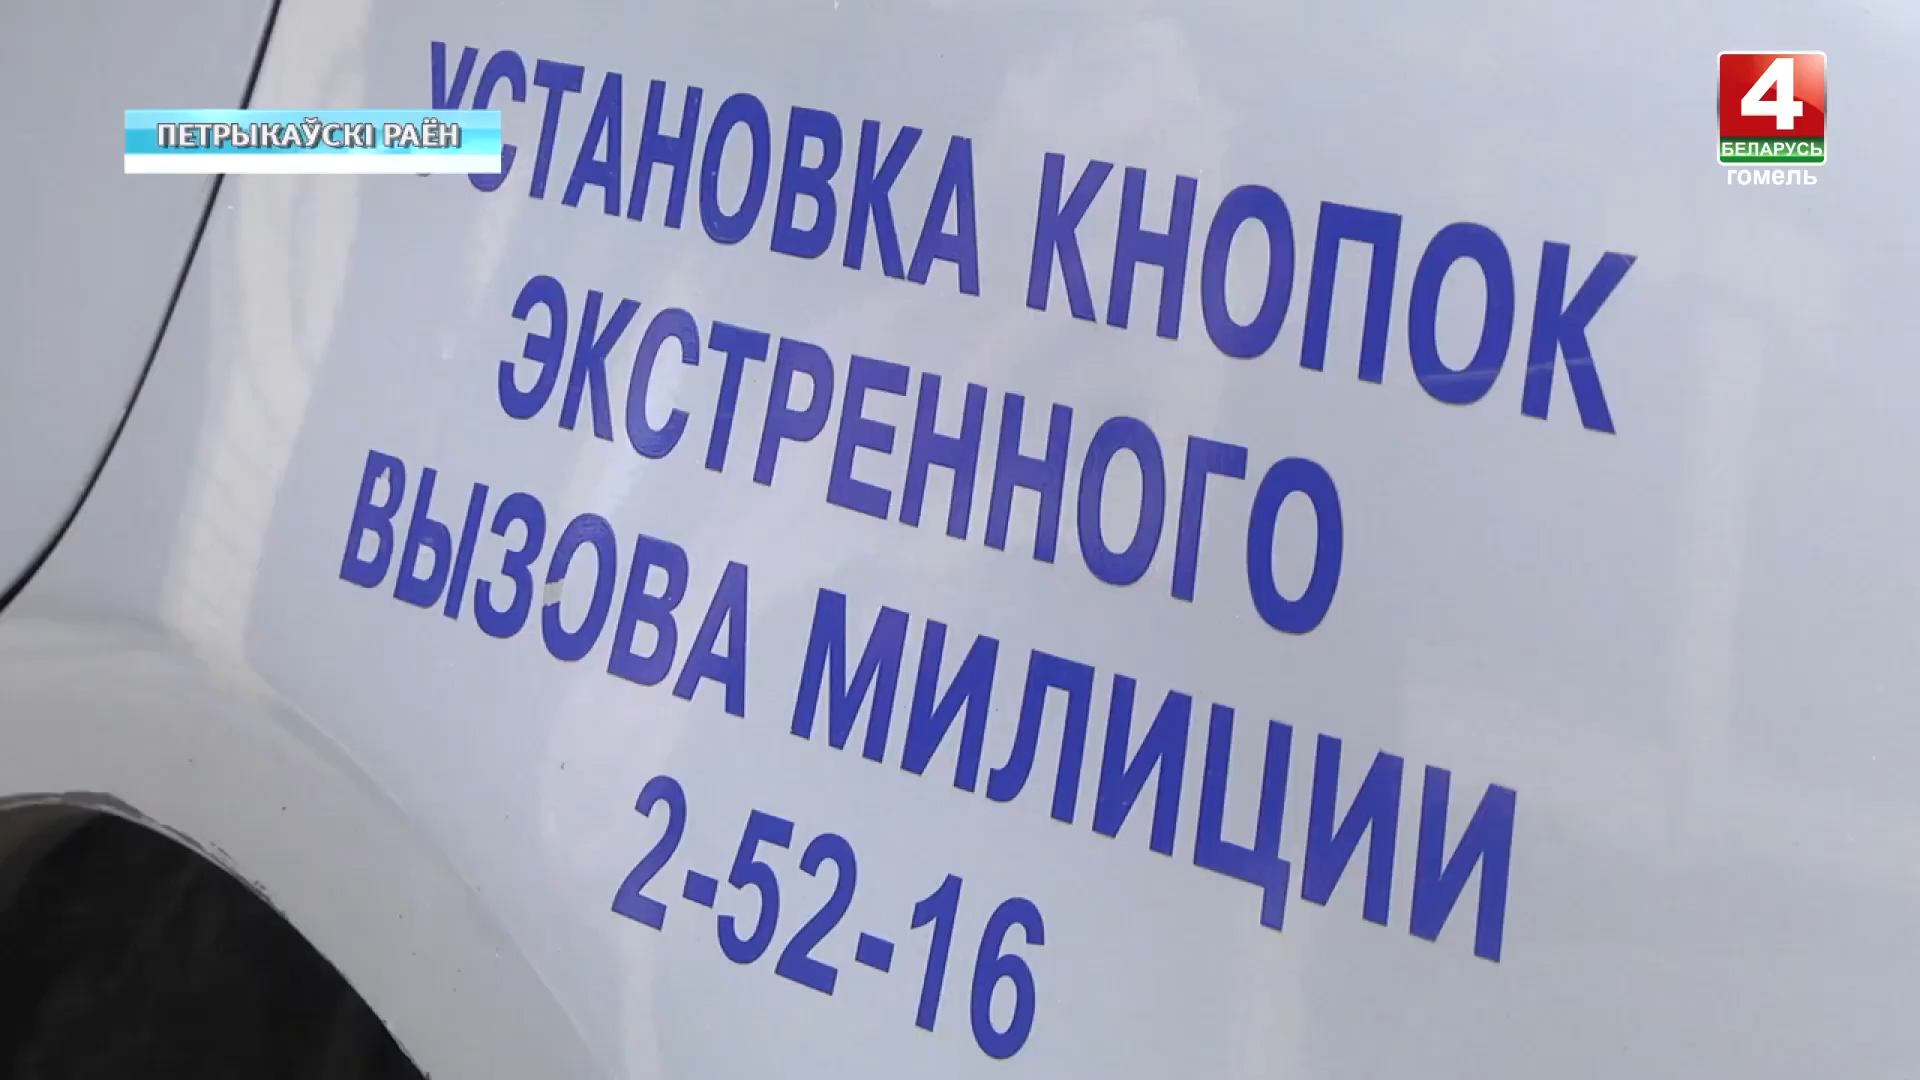 УСТАНОВКА КНОПОК
ЭКСТРЕННОГО
ВЫЗОВА МИЛИЦИИ
2-52-16
ПЕТРЫКАЎСКІ РАЁН
4
БЕЛАРУСЬ
гомель